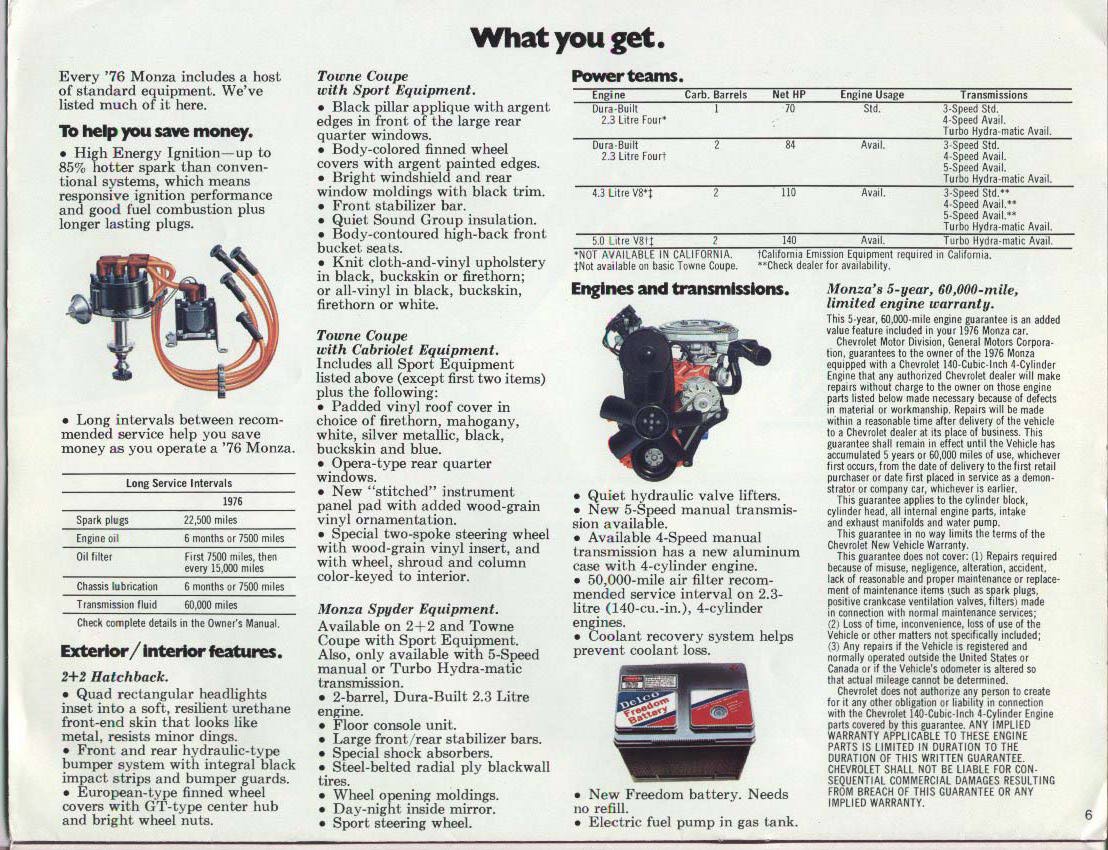 What you get.
Every '76 Monza includes a host
of standard equipment. We've
listed much of it here.
To help you save money.
• High Energy Ignition—up to
85% hotter spark than conven-
tional systems, which means
responsive ignition performance
and good fuel combustion plus
longer lasting plugs.
• Long intervals between recom-
mended service help you save
money as you operate a '76 Monza.
Long Service Intervals
1976
Spark plugs 22,500 miles
Engine oil 6 months or 7500 miles
Oil filter First 7500 miles, then
every 15,000 miles
Chassis lubrication 6 months or 7500 miles
Transmission fluid 60,000 miles
Check complete details in the Owner's Manual.
Exterior/interior features.
2+2 Hatchback.
• Quad rectangular headlights
inset into a soft, resilient urethane
front-end skin that looks like
metal, resists minor dings.
• Front and rear hydraulic-type
bumper system with integral black
impact strips and bumper guards.
• European-type finned wheel
covers with GT-type center hub
and bright wheel nuts.
Towne Coupe
with Sport Equipment.
• Black pillar applique with argent
edges in front of the large rear
quarter windows.
• Body-colored finned wheel
covers with argent painted edges.
• Bright windshield and rear
window moldings with black trim.
• Front stabilizer bar.
• Quiet Sound Group insulation.
• Body-contoured high-back front
bucket seats.
• Knit cloth-and-vinyl upholstery
in black, buckskin or firethorn;
or all-vinyl in black, buckskin,
firethorn or white.
Towne Coupe
with Cabriolet Equipment.
Includes all Sport Equipment
listed above (except first two items)
plus the following:
• Padded vinyl roof cover in
choice of firethorn, mahogany,
white, silver metallic, black,
buckskin and blue.
• Opera-type rear quarter
windows.
• New "stitched" instrument
panel pad with added wood-grain
vinyl ornamentation.
• Special two-spoke steering wheel
with wood-grain vinyl insert, and
with wheel, shroud and column
color-keyed to interior.
Monza Spyder Equipment.
Available on 2+2 and Towne
Coupe with Sport Equipment.
Also, only available with 5-Speed
manual or Turbo Hydra-matic
transmission.
• 2-barrel, Dura-Built 2.3 Litre
engine.
• Floor console unit.
• Large front/rear stabilizer bars.
• Special shock absorbers.
• Steel-belted radial ply blackwall
tires.
• Wheel opening moldings.
• Day-night inside mirror.
• Sport steering wheel.
Power teams.
Engine Carb. Barrels Net HP Engine Usage Transmissions
Dura-Built 1 70 Std. 3-Speed Std.
2.3 Litre Four* 4-Speed Avail.
Turbo Hydra-matic Avail.
Dura-Built 2 84 Avail. 3-Speed Std.
2.3 Litre Four† 4-Speed Avail.
5-Speed Avail.
Turbo Hydra-matic Avail.
4.3 Litre V8*‡ 2 110 Avail. 3-Speed Std.**
4-Speed Avail.**
5-Speed Avail.**
Turbo Hydra-matic Avail.
5.0 Litre V8†‡ 2 140 Avail. Turbo Hydra-matic Avail.
*NOT AVAILABLE IN CALIFORNIA. †California Emission Equipment required in California.
‡Not available on basic Towne Coupe. **Check dealer for availability.
Engines and transmissions.
• Quiet hydraulic valve lifters.
• New 5-Speed manual transmis-
sion available.
• Available 4-Speed manual
transmission has a new aluminum
case with 4-cylinder engine.
• 50,000-mile air filter recom-
mended service interval on 2.3-
litre (140-cu.-in.), 4-cylinder
engines.
• Coolant recovery system helps
prevent coolant loss.
Delco
Freedom
Battery
• New Freedom battery. Needs
no refill.
• Electric fuel pump in gas tank.
Monza's 5-year, 60,000-mile,
limited engine warranty.
This 5-year, 60,000-mile engine guarantee is an added
value feature included in your 1976 Monza car.
Chevrolet Motor Division, General Motors Corpora-
tion, guarantees to the owner of the 1976 Monza
equipped with a Chevrolet 140-Cubic-Inch 4-Cylinder
Engine that any authorized Chevrolet dealer will make
repairs without charge to the owner on those engine
parts listed below made necessary because of defects
in material or workmanship. Repairs will be made
within a reasonable time after delivery of the vehicle
to a Chevrolet dealer at its place of business. This
guarantee shall remain in effect until the Vehicle has
accumulated 5 years or 60,000 miles of use, whichever
first occurs, from the date of delivery to the first retail
purchaser or date first placed in service as a demon-
strator or company car, whichever is earlier.
This guarantee applies to the cylinder block,
cylinder head, all internal engine parts, intake
and exhaust manifolds and water pump.
This guarantee in no way limits the terms of the
Chevrolet New Vehicle Warranty.
This guarantee does not cover: (1) Repairs required
because of misuse, negligence, alteration, accident,
lack of reasonable and proper maintenance or replace-
ment of maintenance items (such as spark plugs,
positive crankcase ventilation valves, filters) made
in connection with normal maintenance services;
(2) Loss of time, inconvenience, loss of use of the
Vehicle or other matters not specifically included;
(3) Any repairs if the Vehicle is registered and
normally operated outside the United States or
Canada or if the Vehicle's odometer is altered so
that actual mileage cannot be determined.
Chevrolet does not authorize any person to create
for it any other obligation or liability in connection
with the Chevrolet 140-Cubic-Inch 4-Cylinder Engine
parts covered by this guarantee. ANY IMPLIED
WARRANTY APPLICABLE TO THESE ENGINE
PARTS IS LIMITED IN DURATION TO THE
DURATION OF THIS WRITTEN GUARANTEE.
CHEVROLET SHALL NOT BE LIABLE FOR CON-
SEQUENTIAL COMMERCIAL DAMAGES RESULTING
FROM BREACH OF THIS GUARANTEE OR ANY
IMPLIED WARRANTY.
6